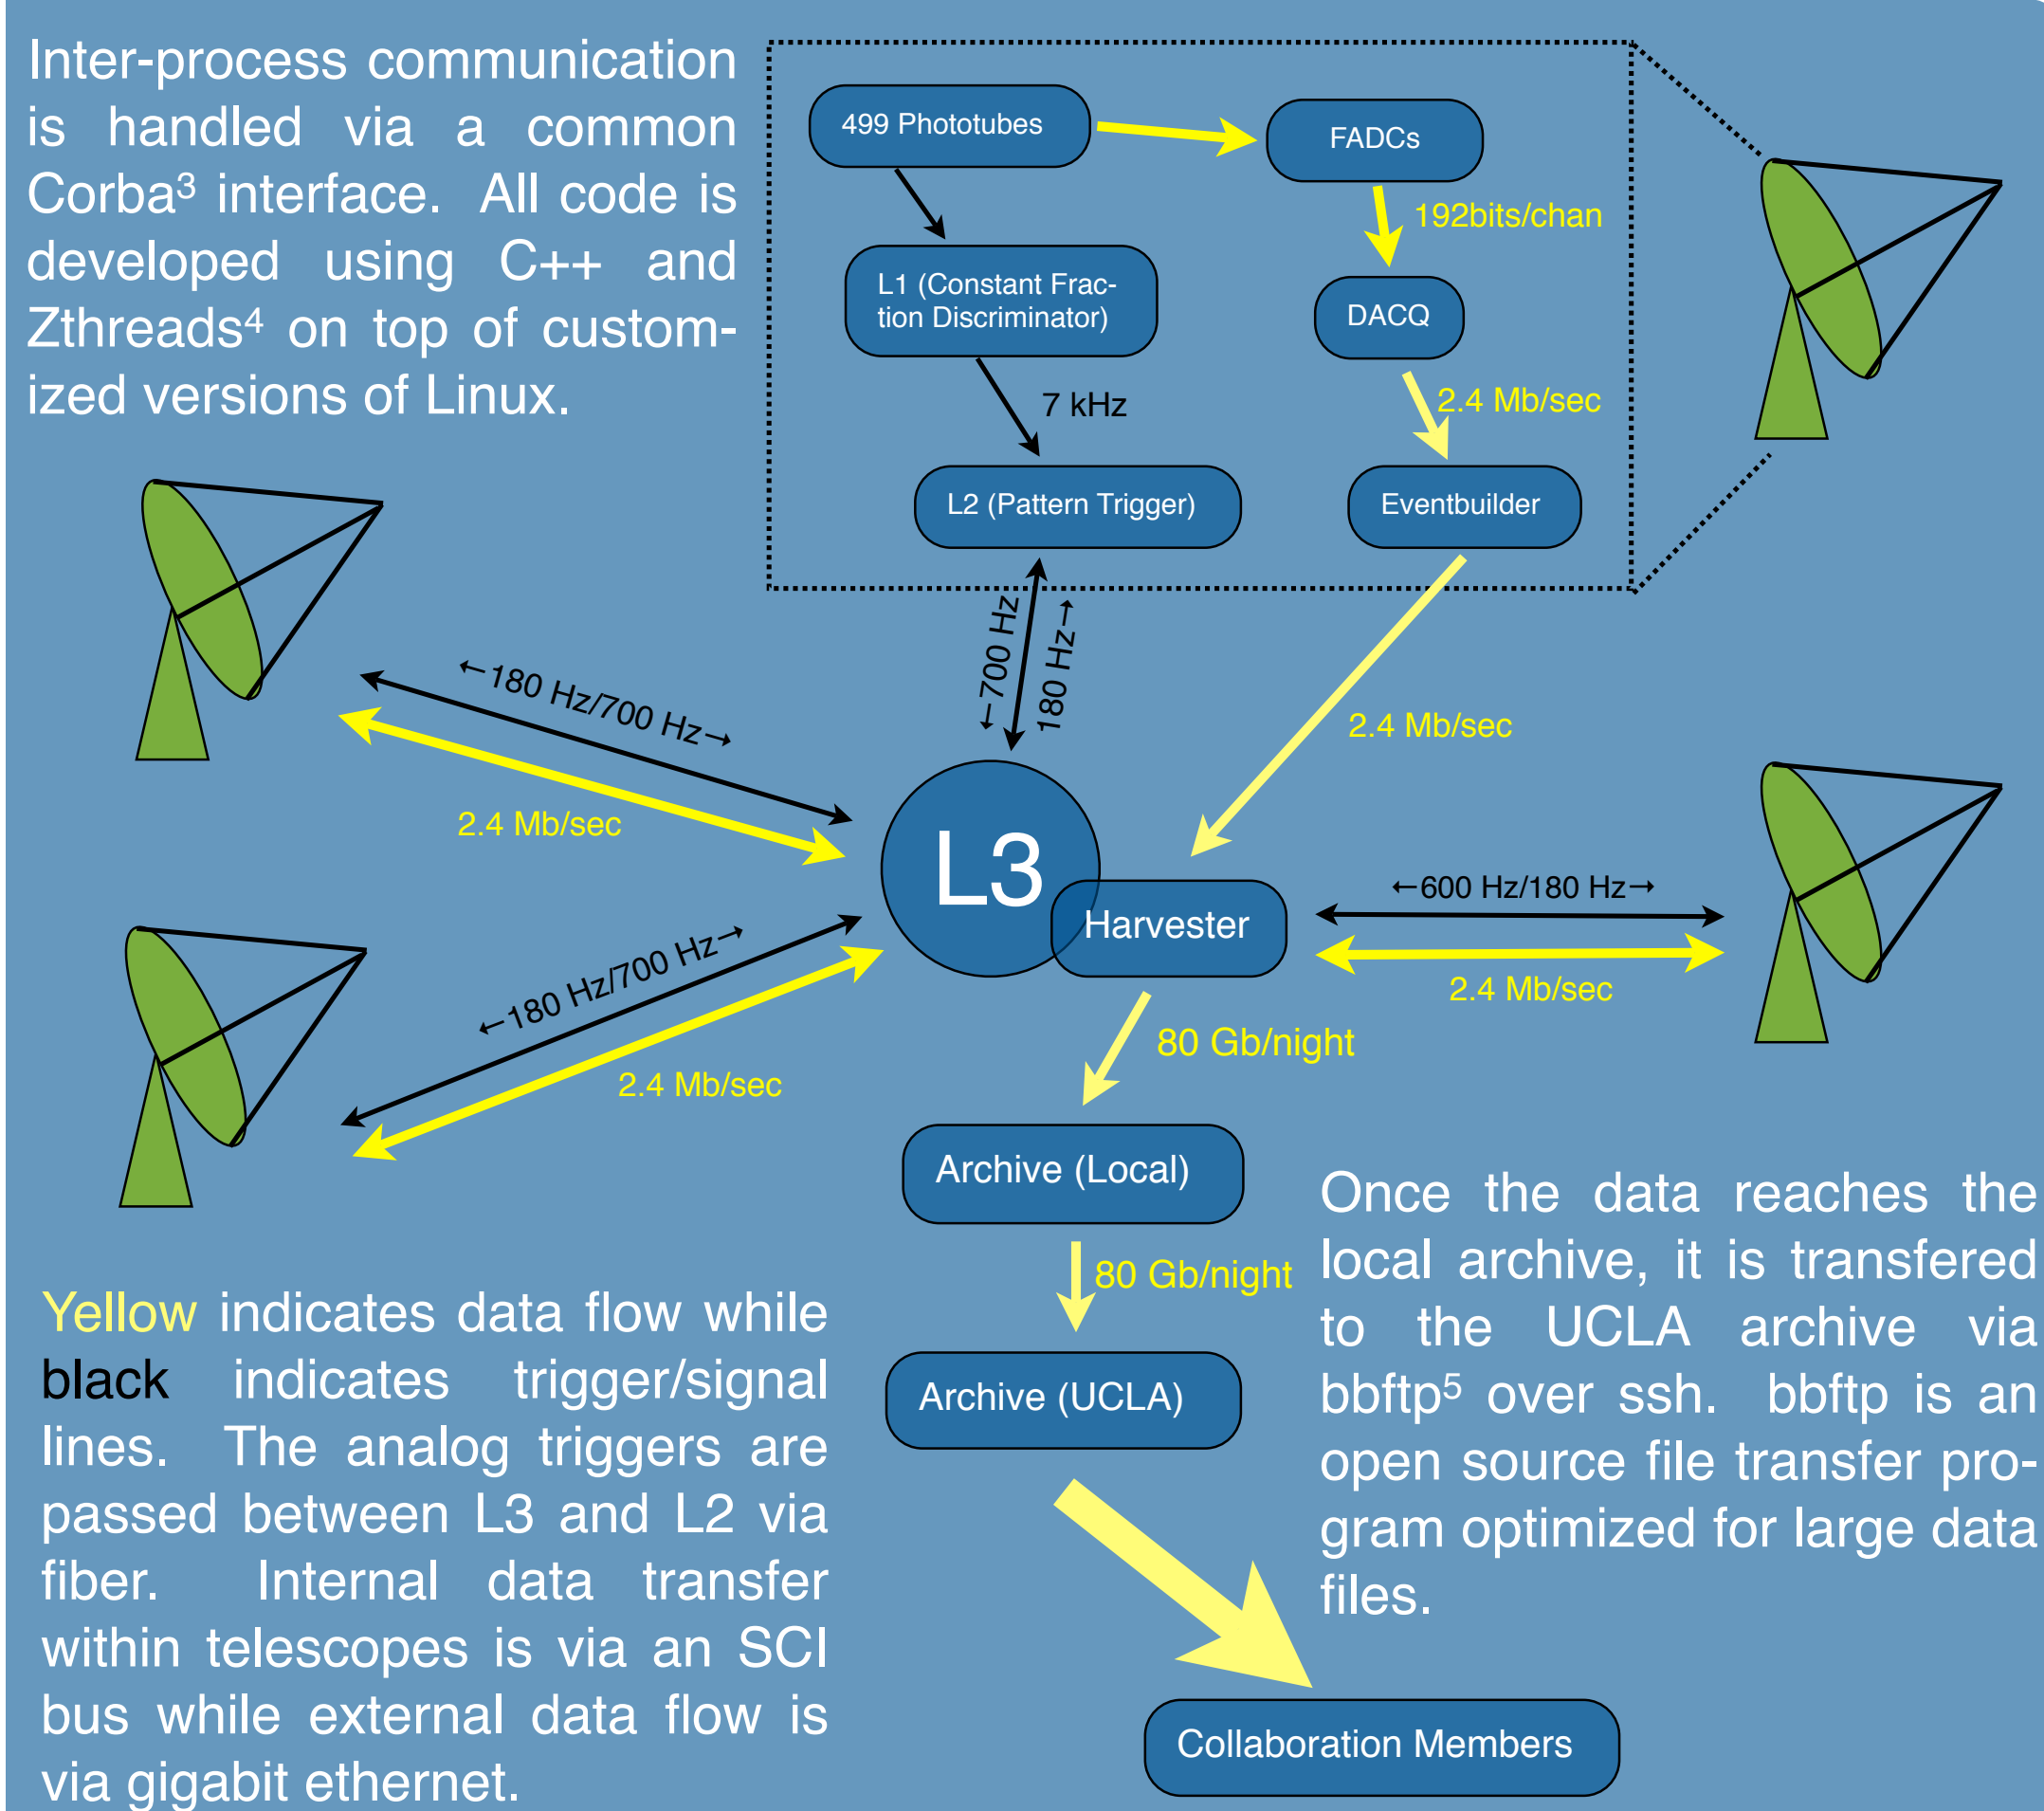 Inter-process communication
is handled via a common
Corba³ interface. All code is
developed using C++ and
Zthreads⁴ on top of custom-
ized versions of Linux.
499 Phototubes
FADCs
192bits/chan
L1 (Constant Frac-
tion Discriminator)
DACQ
7 kHz
2.4 Mb/sec
L2 (Pattern Trigger)
Eventbuilder
←700 Hz
180 Hz→
←180 Hz/700 Hz→
2.4 Mb/sec
2.4 Mb/sec
L3
Harvester
←600 Hz/180 Hz→
2.4 Mb/sec
←180 Hz/700 Hz→
2.4 Mb/sec
80 Gb/night
Archive (Local)
80 Gb/night
Archive (UCLA)
Collaboration Members
Once the data reaches the
local archive, it is transfered
to the UCLA archive via
bbftp⁵ over ssh. bbftp is an
open source file transfer pro-
gram optimized for large data
files.
Yellow indicates data flow while
black indicates trigger/signal
lines. The analog triggers are
passed between L3 and L2 via
fiber. Internal data transfer
within telescopes is via an SCI
bus while external data flow is
via gigabit ethernet.